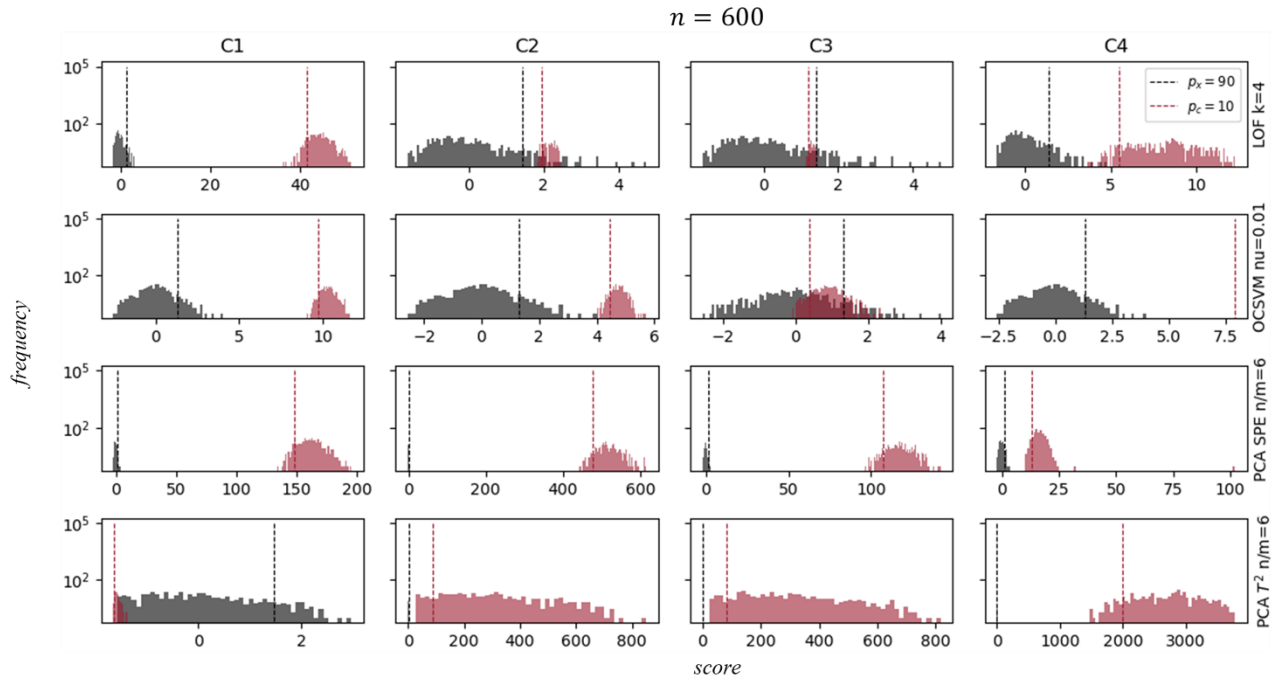 n = 600
C1 C2 C3 C4
10^5
10^2
p_x = 90
p_c = 10
LOF k=4
0 20 40 0 2 4 0 2 4 0 5 10
10^5
10^2
OCSVM nu=0.01
0 5 10 −2 0 2 4 6 −2 0 2 4 −2.5 0.0 2.5 5.0 7.5
frequency
10^5
10^2
PCA SPE n/m=6
0 50 100 150 200 0 200 400 600 0 50 100 0 25 50 75 100
10^5
10^2
PCA T^2 n/m=6
0 2 0 200 400 600 800 0 200 400 600 800 0 1000 2000 3000
score